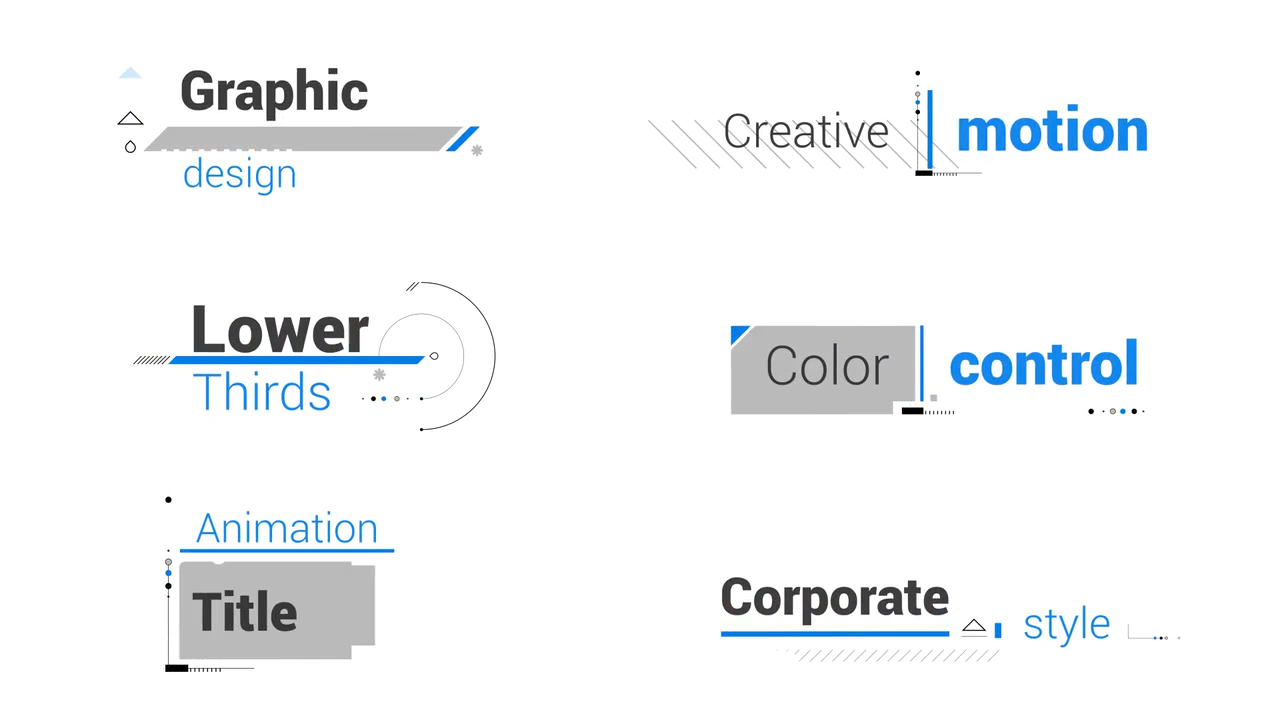 Graphic
design
Creative motion
Lower
Thirds
Color control
Animation
Title
Corporate style